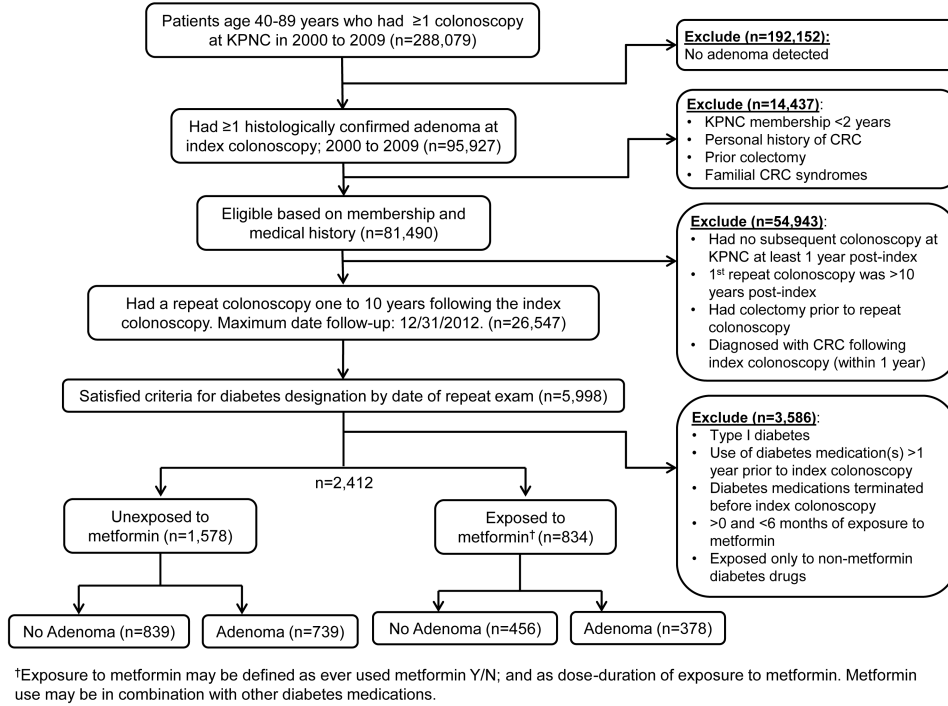 Patients age 40-89 years who had ≥1 colonoscopy
at KPNC in 2000 to 2009 (n=288,079)
Exclude (n=192,152):
No adenoma detected
Had ≥1 histologically confirmed adenoma at
index colonoscopy; 2000 to 2009 (n=95,927)
Exclude (n=14,437):
• KPNC membership <2 years
• Personal history of CRC
• Prior colectomy
• Familial CRC syndromes
Eligible based on membership and
medical history (n=81,490)
Exclude (n=54,943):
• Had no subsequent colonoscopy at
KPNC at least 1 year post-index
• 1st repeat colonoscopy was >10
years post-index
• Had colectomy prior to repeat
colonoscopy
• Diagnosed with CRC following
index colonoscopy (within 1 year)
Had a repeat colonoscopy one to 10 years following the index
colonoscopy. Maximum date follow-up: 12/31/2012. (n=26,547)
Satisfied criteria for diabetes designation by date of repeat exam (n=5,998)
Exclude (n=3,586):
• Type I diabetes
• Use of diabetes medication(s) >1
year prior to index colonoscopy
• Diabetes medications terminated
before index colonoscopy
• >0 and <6 months of exposure to
metformin
• Exposed only to non-metformin
diabetes drugs
n=2,412
Unexposed to
metformin (n=1,578)
Exposed to
metformin† (n=834)
No Adenoma (n=839)
Adenoma (n=739)
No Adenoma (n=456)
Adenoma (n=378)
†Exposure to metformin may be defined as ever used metformin Y/N; and as dose-duration of exposure to metformin. Metformin
use may be in combination with other diabetes medications.